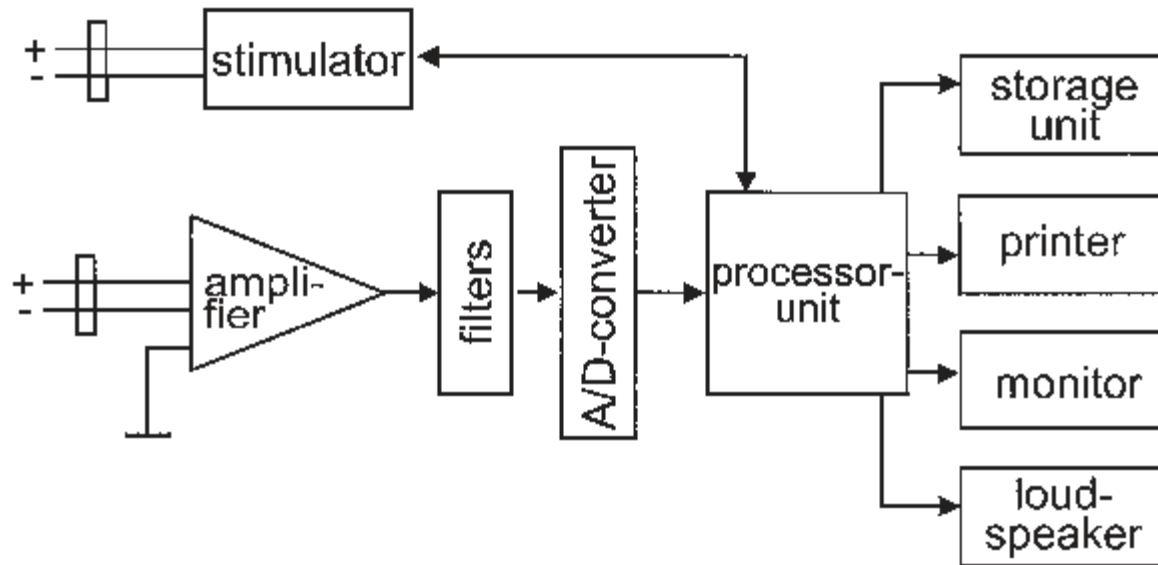 +
-
stimulator
+
-
ampli-
fier
filters
A/D-converter
processor-
unit
storage
unit
printer
monitor
loud-
speaker